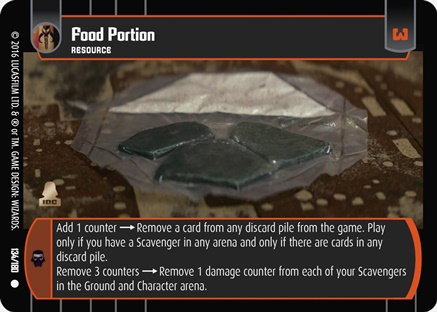 Food Portion
RESOURCE
© 2016 LUCASFILM LTD. & ® or TM. GAME DESIGN: WIZARDS.
IDC
134/180
Add 1 counter → Remove a card from any discard pile from the game. Play
only if you have a Scavenger in any arena and only if there are cards in any
discard pile.
Remove 3 counters → Remove 1 damage counter from each of your Scavengers
in the Ground and Character arena.